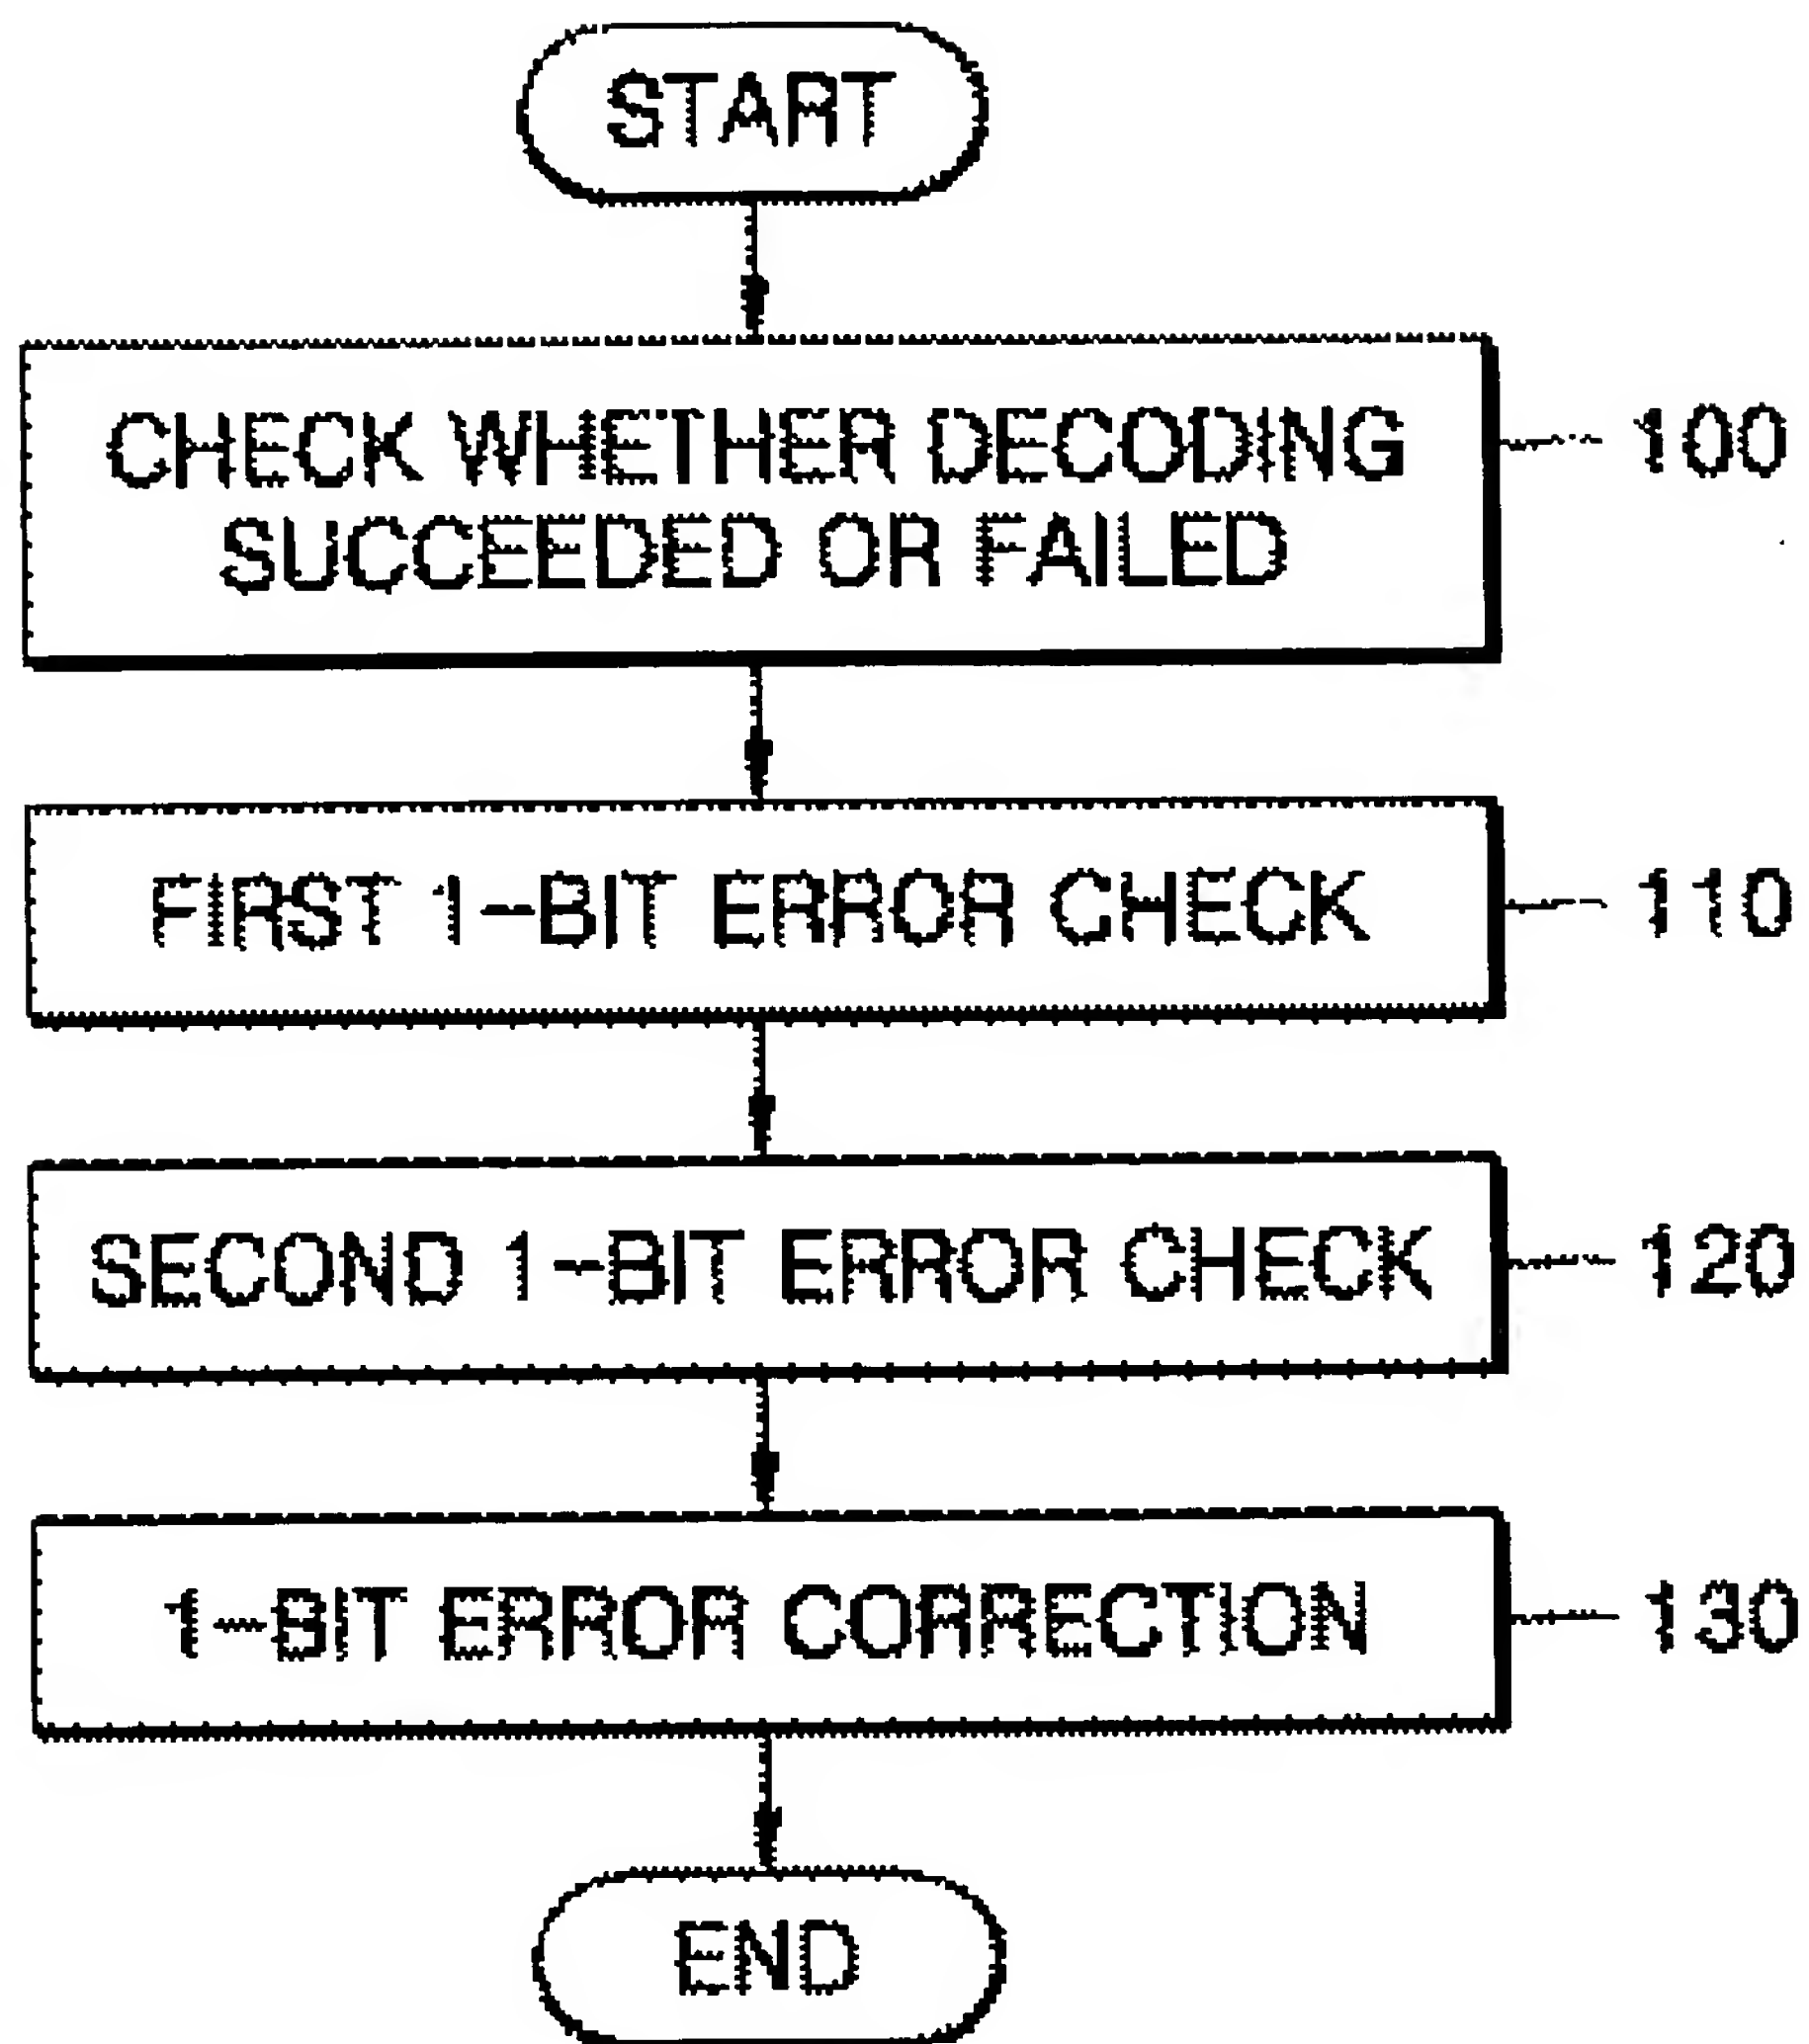 START
CHECK WHETHER DECODING
SUCCEEDED OR FAILED
100
FIRST 1-BIT ERROR CHECK
110
SECOND 1-BIT ERROR CHECK
120
1-BIT ERROR CORRECTION
130
END